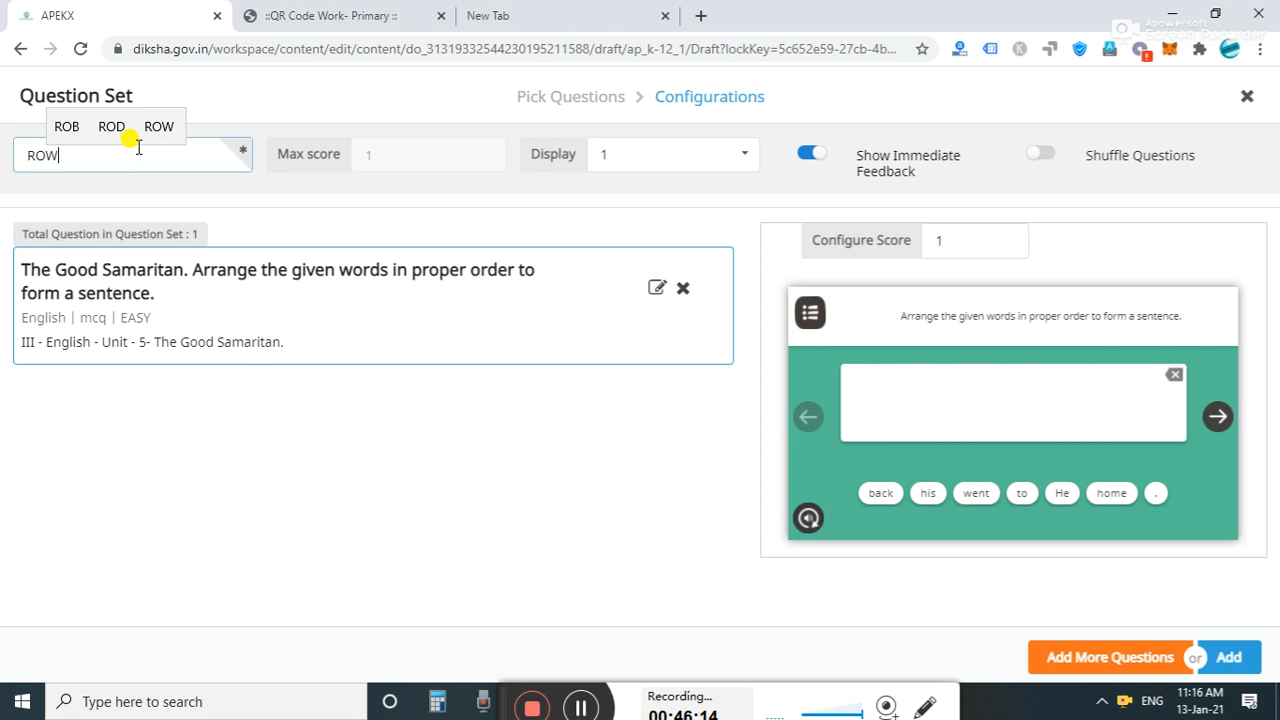 APEKX
::QR Code Work- Primary ::
New Tab
diksha.gov.in/workspace/content/edit/content/do_31319332544230195211588/draft/ap_k-12_1/Draft?lockKey=5c652e59-27cb-4b...
Apowersoft
Screen Recorder
Question Set
Pick Questions > Configurations
ROB ROD ROW
ROW
*
Max score 1
Display 1
Show Immediate Feedback
Shuffle Questions
Total Question in Question Set : 1
Configure Score 1
The Good Samaritan. Arrange the given words in proper order to
form a sentence.
English | mcq | EASY
III - English - Unit - 5- The Good Samaritan.
Arrange the given words in proper order to form a sentence.
back his went to He home .
Add More Questions or Add
Type here to search
Recording...
00:46:14
ENG
11:16 AM
13-Jan-21